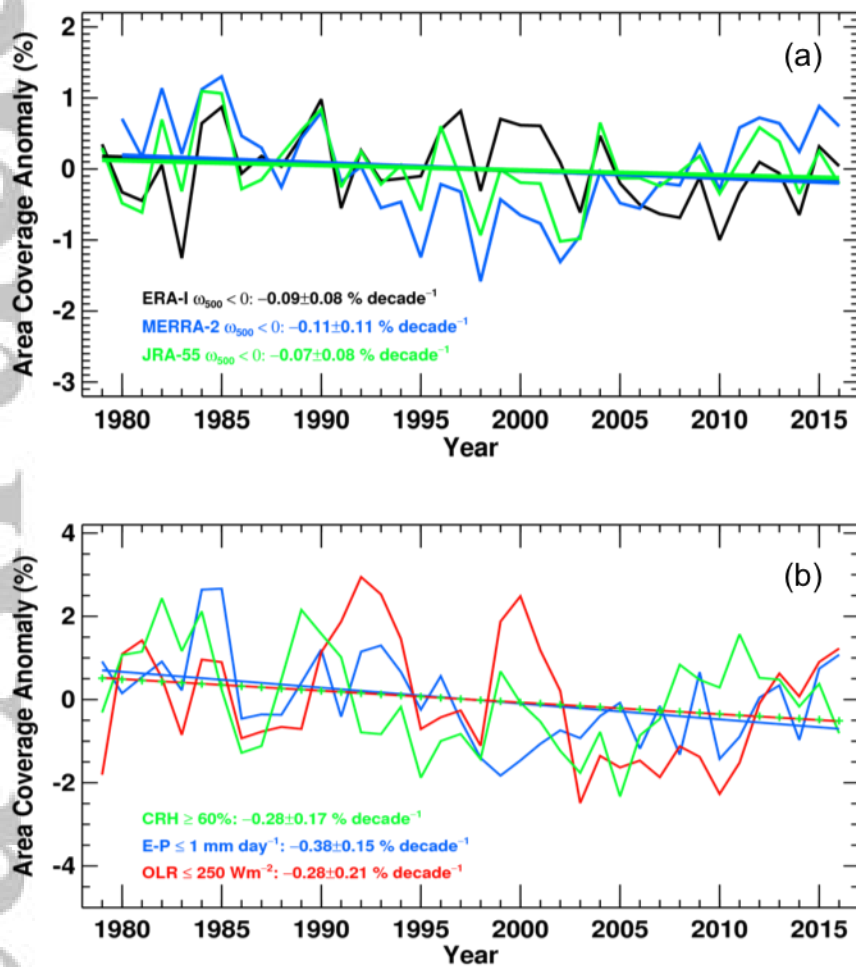 (a)
Area Coverage Anomaly (%)
2
1
0
-1
-2
-3
ERA-I ω500 < 0: −0.09±0.08 % decade−1
MERRA-2 ω500 < 0: −0.11±0.11 % decade−1
JRA-55 ω500 < 0: −0.07±0.08 % decade−1
1980 1985 1990 1995 2000 2005 2010 2015
Year
(b)
Area Coverage Anomaly (%)
4
2
0
-2
-4
CRH ≥ 60%: −0.28±0.17 % decade−1
E-P ≤ 1 mm day−1: −0.38±0.15 % decade−1
OLR ≤ 250 Wm−2: −0.28±0.21 % decade−1
1980 1985 1990 1995 2000 2005 2010 2015
Year